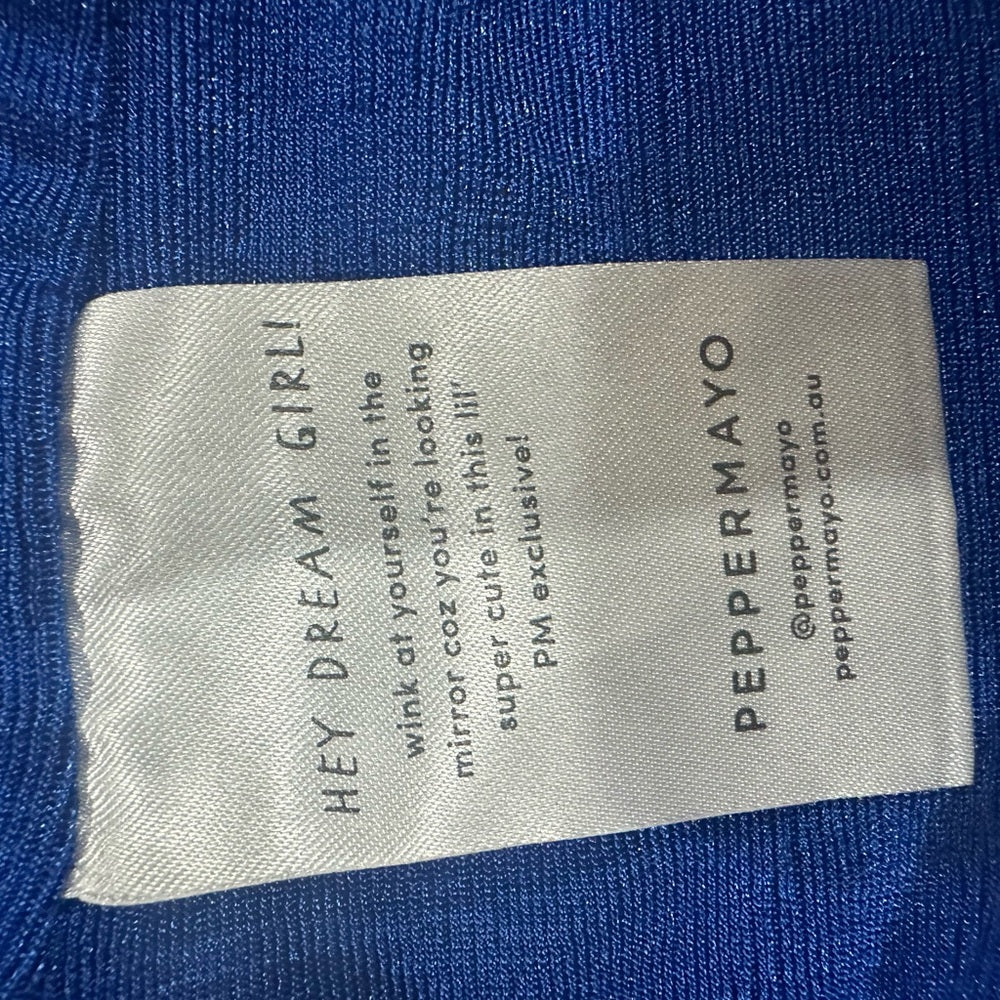 HEY DREAM GIRL!
wink at yourself in the
mirror coz you're looking
super cute in this lil'
PM exclusive!
PEPPERMAYO
@peppermayo
peppermayo.com.au